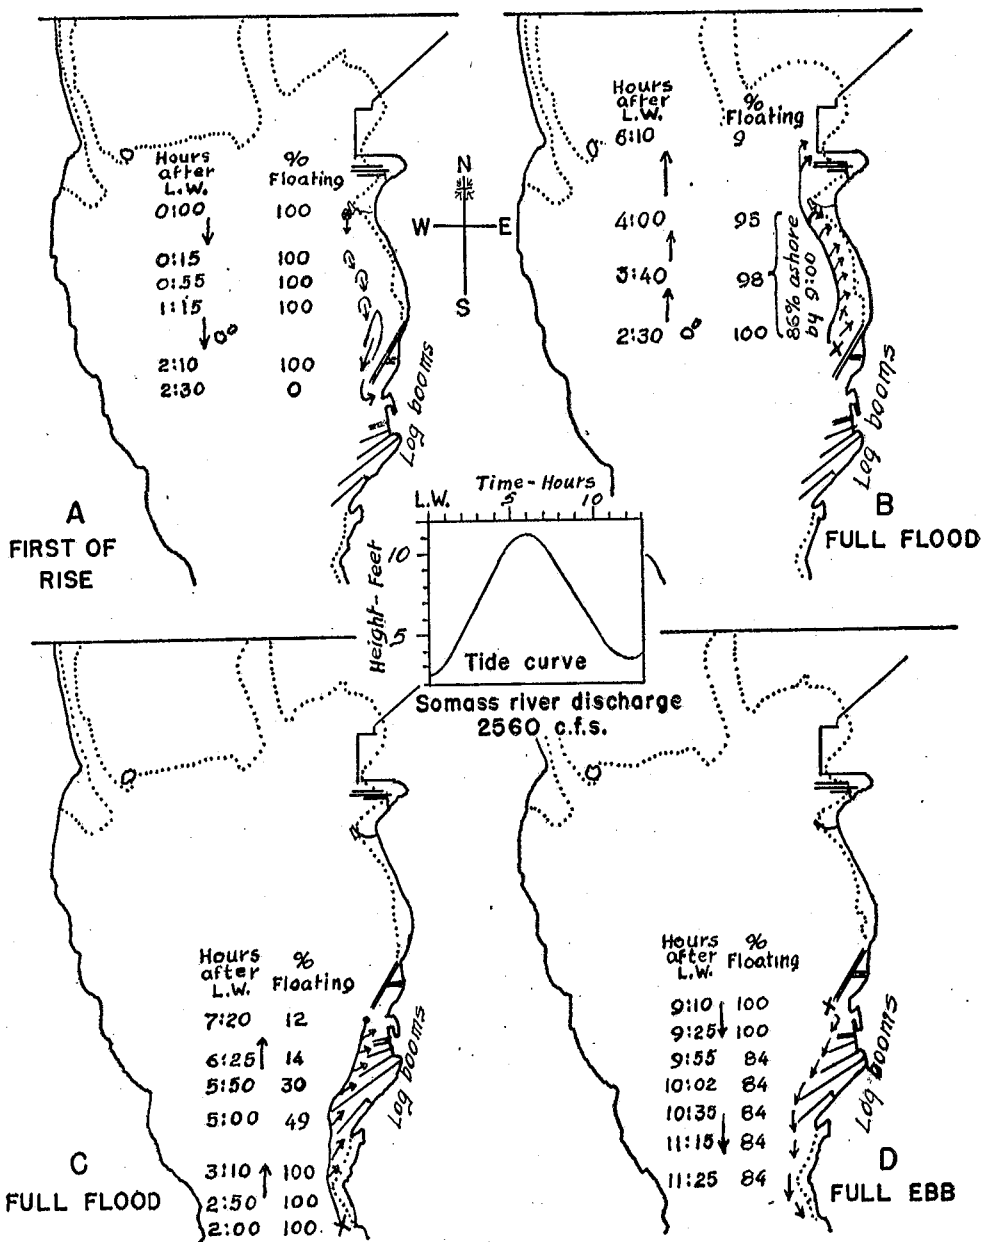 Hours
after
L.W.
%
Floating
0:00 100
0:15 100
0:55 100
1:15 100
2:10 100
2:30 0
Log booms
A
FIRST OF
RISE
N
W E
S
Hours
after
L.W.
%
Floating
6:10 9
4:00 95
3:40 98
2:30 100
86% ashore
by 9:00
Log booms
B
FULL FLOOD
Time-Hours
L.W. 5 10
Height-Feet
10
5
Tide curve
Somass river discharge
2560 c.f.s.
Hours
after
L.W.
%
Floating
7:20 12
6:25 14
5:50 30
5:00 49
3:10 100
2:50 100
2:00 100
Log booms
C
FULL FLOOD
Hours
after
L.W.
%
Floating
9:10 100
9:25 100
9:55 84
10:02 84
10:35 84
11:15 84
11:25 84
Log booms
D
FULL EBB